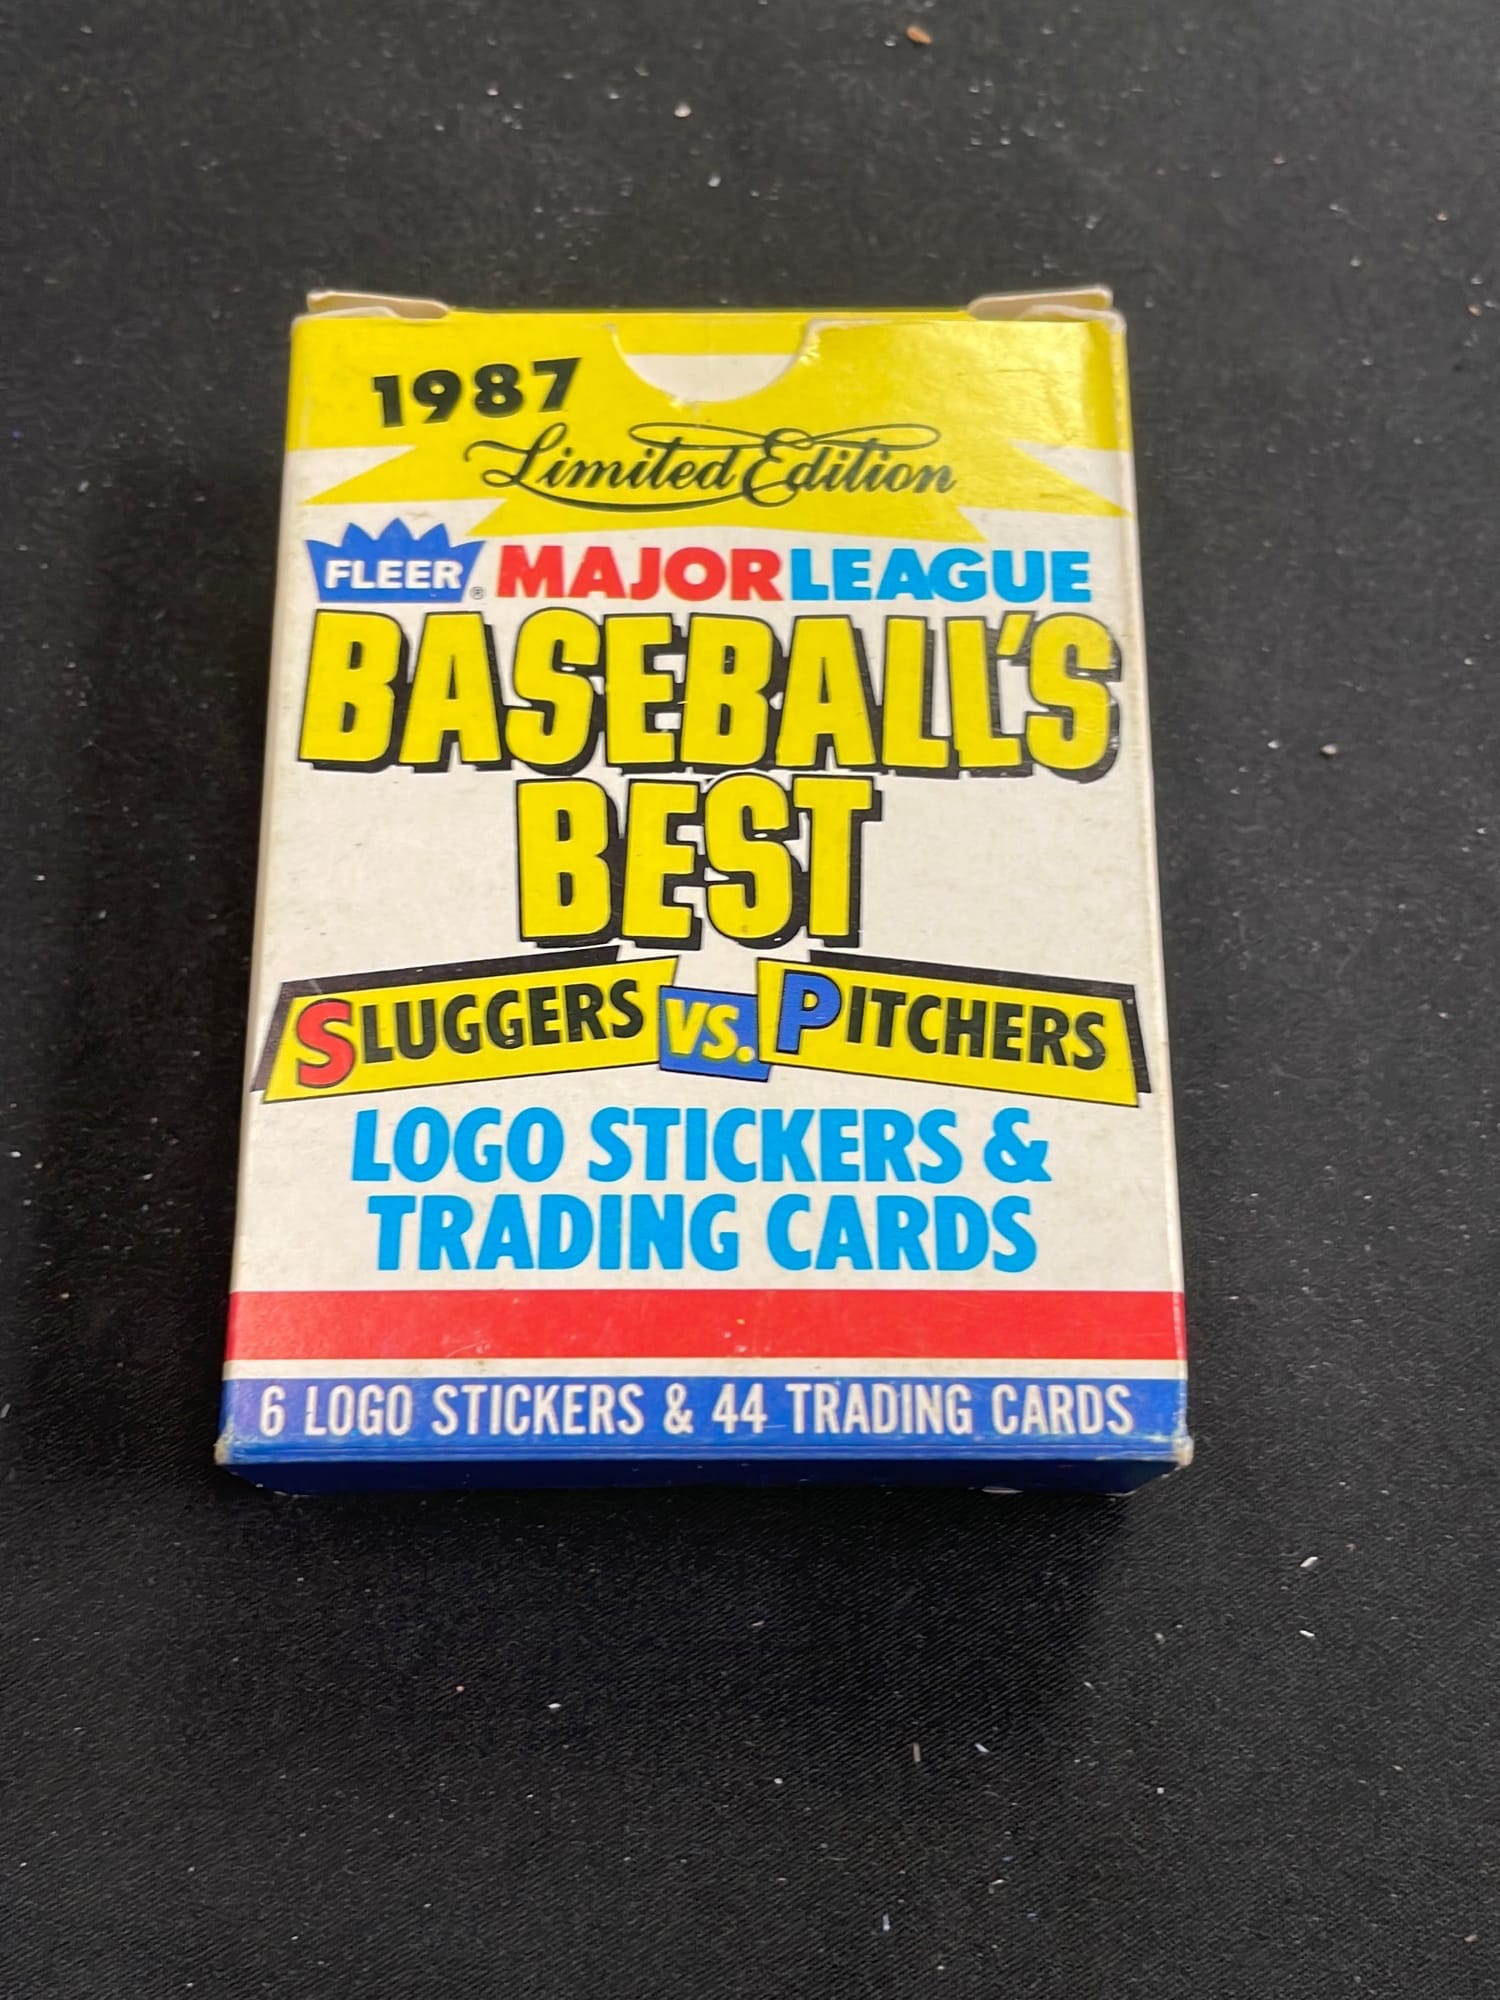 1987
Limited Edition
FLEER® MAJOR LEAGUE
BASEBALL'S
BEST
SLUGGERS VS. PITCHERS
LOGO STICKERS &
TRADING CARDS
6 LOGO STICKERS & 44 TRADING CARDS